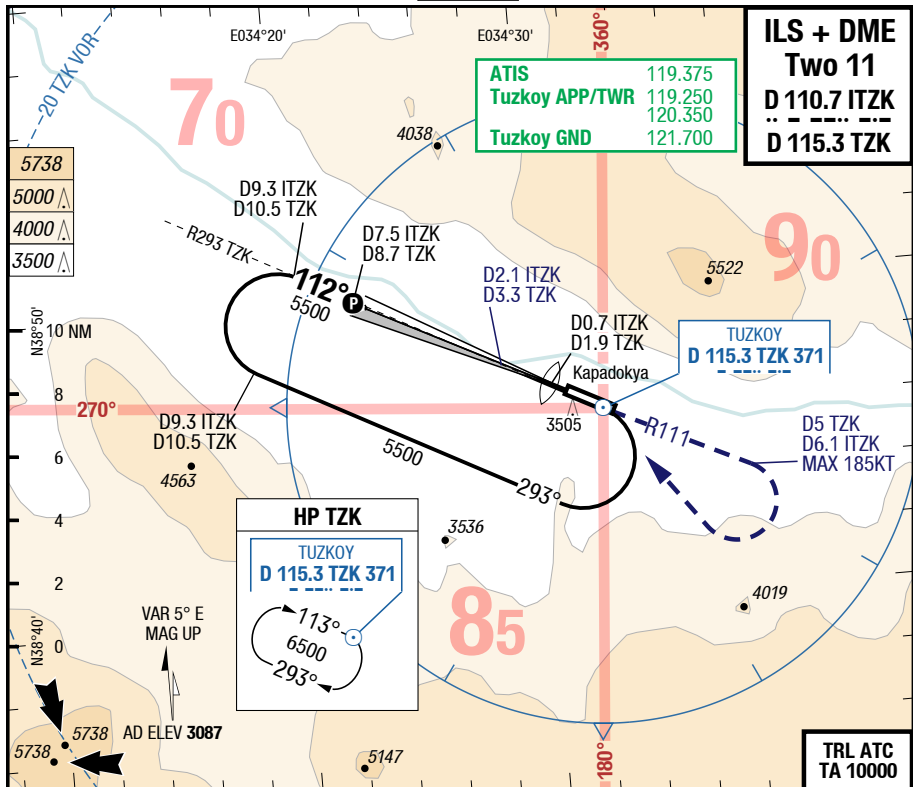 E034°20'
E034°30'
360°
ILS + DME
Two 11
D 110.7 ITZK
D 115.3 TZK
ATIS 119.375
Tuzkoy APP/TWR 119.250
120.350
Tuzkoy GND 121.700
20 TZK VOR
70
4038
5738
5000
4000
3500
D9.3 ITZK
D10.5 TZK
R293 TZK
D7.5 ITZK
D8.7 TZK
90
5522
112°
P
5500
D2.1 ITZK
D3.3 TZK
N38°50'
10 NM
D0.7 ITZK
D1.9 TZK
TUZKOY
D 115.3 TZK 371
Kapadokya
8
270°
3505
D9.3 ITZK
D10.5 TZK
R111
D5 TZK
D6.1 ITZK
MAX 185KT
5500
6
4563
293°
4
HP TZK
3536
TUZKOY
D 115.3 TZK 371
2
85
4019
VAR 5° E
MAG UP
113°
6500
293°
N38°40'
0
AD ELEV 3087
5738
5738
5147
180°
TRL ATC
TA 10000